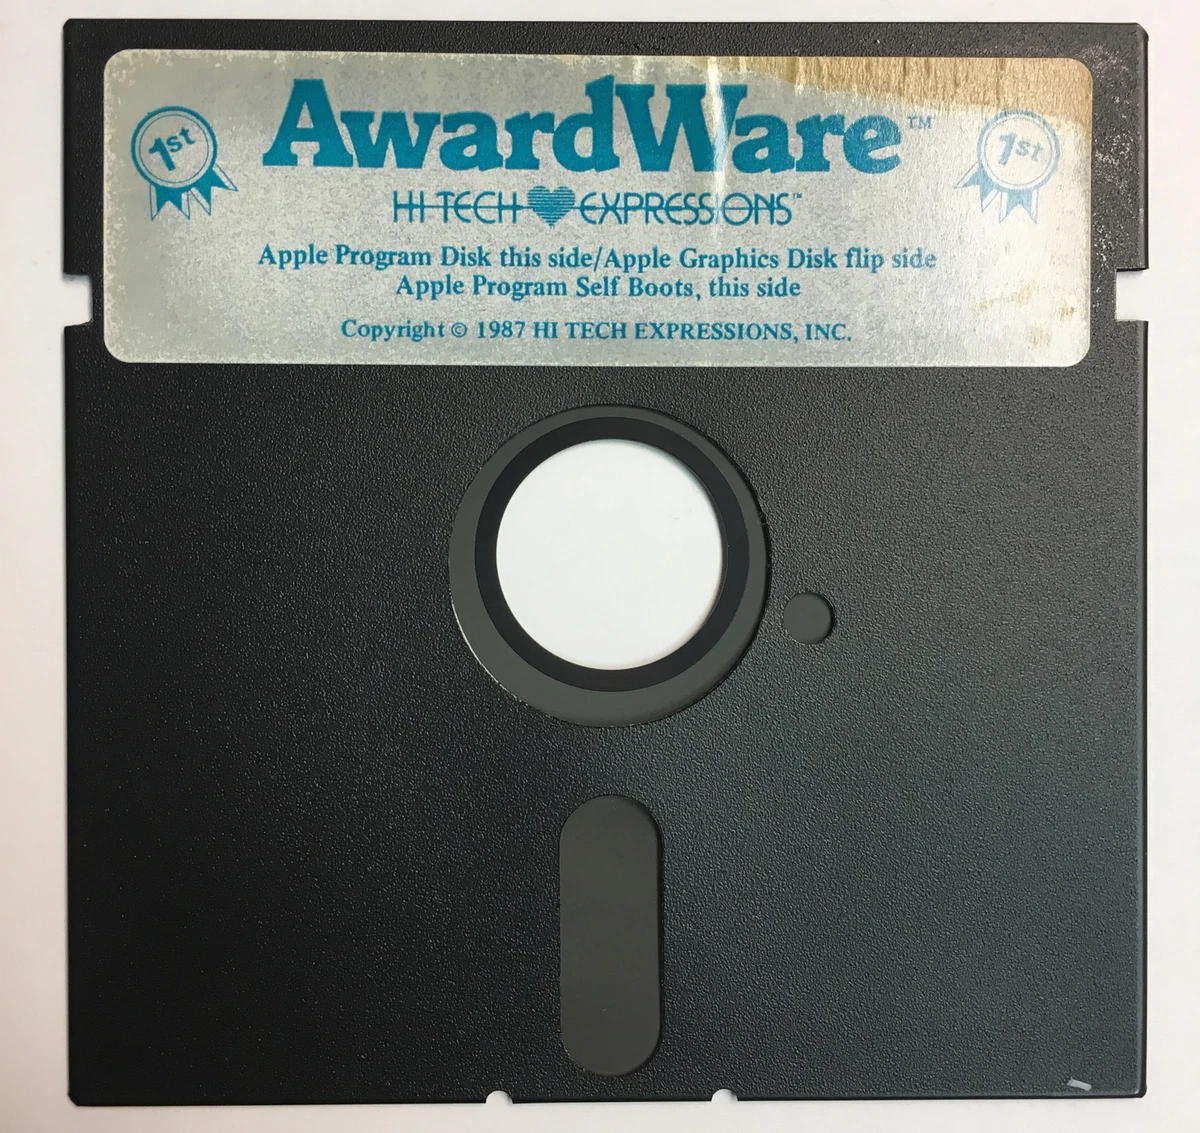 AwardWare™
1st
1st
HI TECH EXPRESSIONS™
Apple Program Disk this side/Apple Graphics Disk flip side
Apple Program Self Boots, this side
Copyright © 1987 HI TECH EXPRESSIONS, INC.